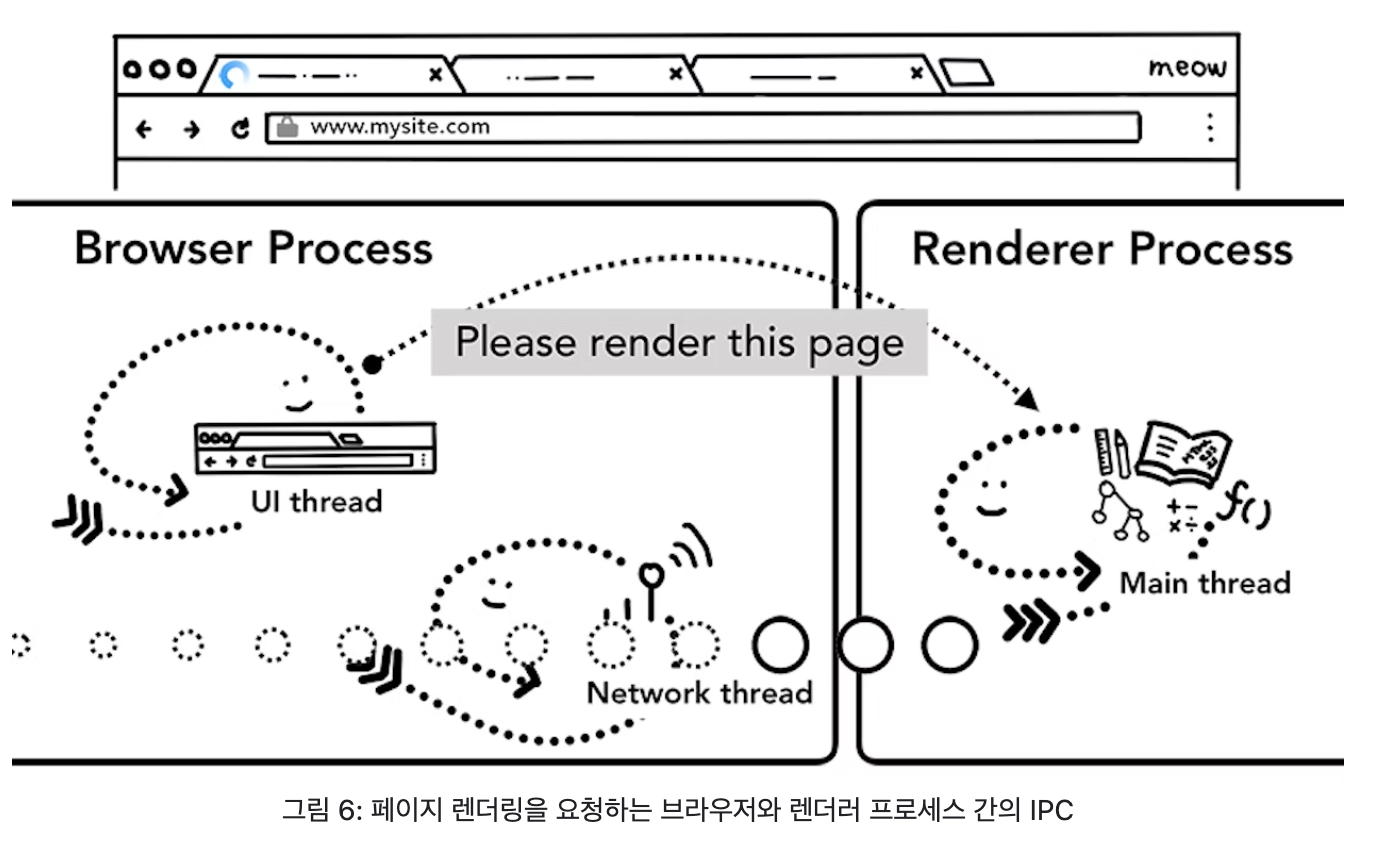 meow
www.mysite.com
Browser Process
Renderer Process
Please render this page
UI thread
f()
Main thread
Network thread
그림 6: 페이지 렌더링을 요청하는 브라우저와 렌더러 프로세스 간의 IPC